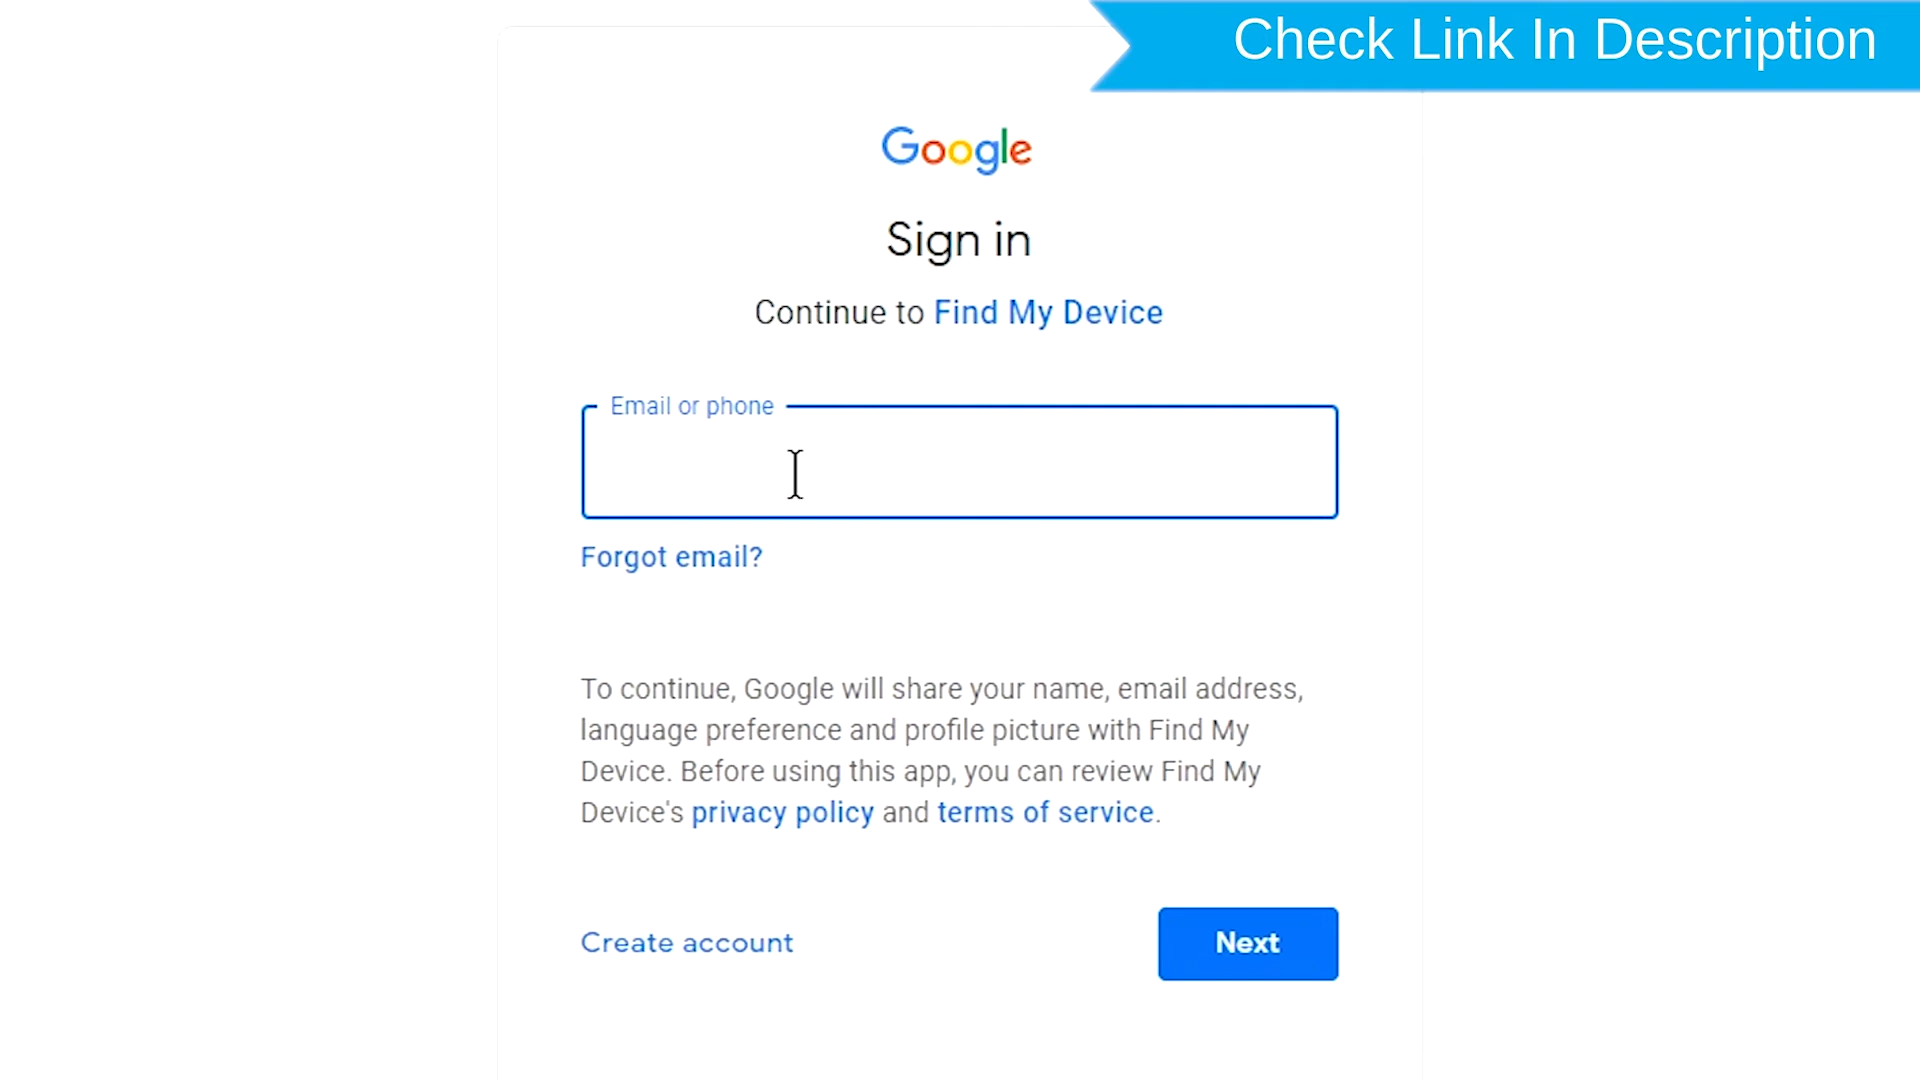 Check Link In Description
Google
Sign in
Continue to Find My Device
Email or phone
Forgot email?
To continue, Google will share your name, email address,
language preference and profile picture with Find My
Device. Before using this app, you can review Find My
Device's privacy policy and terms of service.
Create account
Next